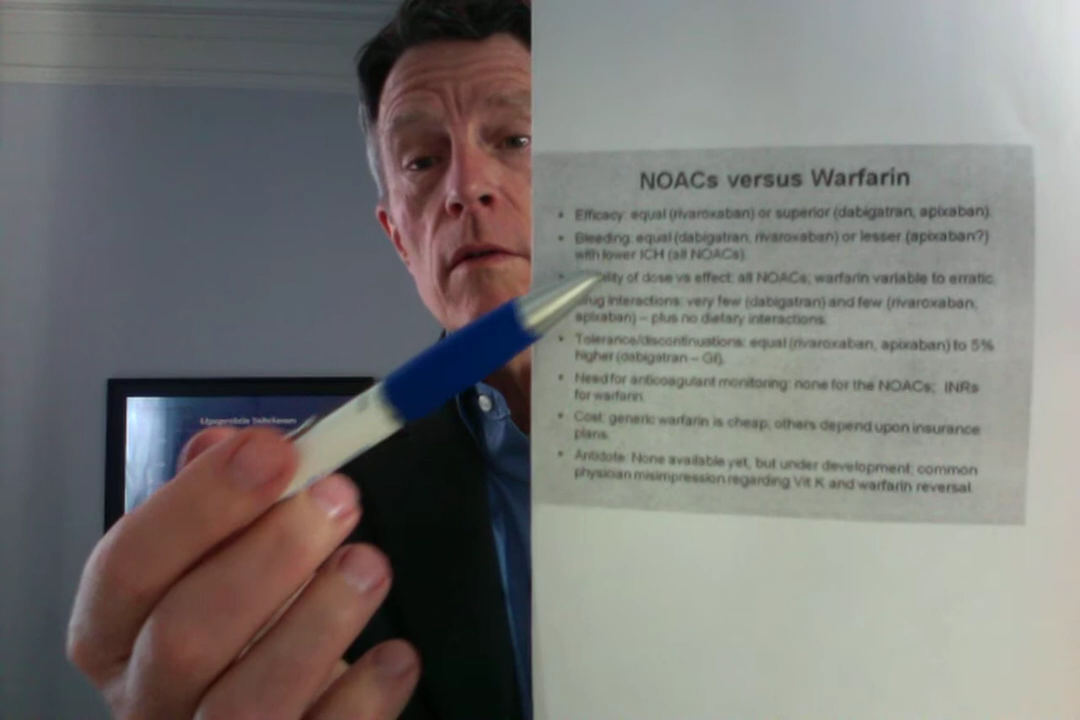 NOACs versus Warfarin
• Efficacy: equal (rivaroxaban) or superior (dabigatran, apixaban).
• Bleeding: equal (dabigatran, rivaroxaban) or lesser (apixaban?)
with lower ICH (all NOACs).
• of dose vs effect: all NOACs; warfarin variable to erratic.
interactions: very few (dabigatran) and few (rivaroxaban,
apixaban) – plus no dietary interactions.
• Tolerance/discontinuations: equal (rivaroxaban, apixaban) to 5%
higher (dabigatran – GI).
• Need for anticoagulant monitoring: none for the NOACs; INRs
for warfarin.
• Cost: generic warfarin is cheap, others depend upon insurance
plans.
• Antidote: None available yet, but under development; common
physician misimpression regarding Vit K and warfarin reversal.